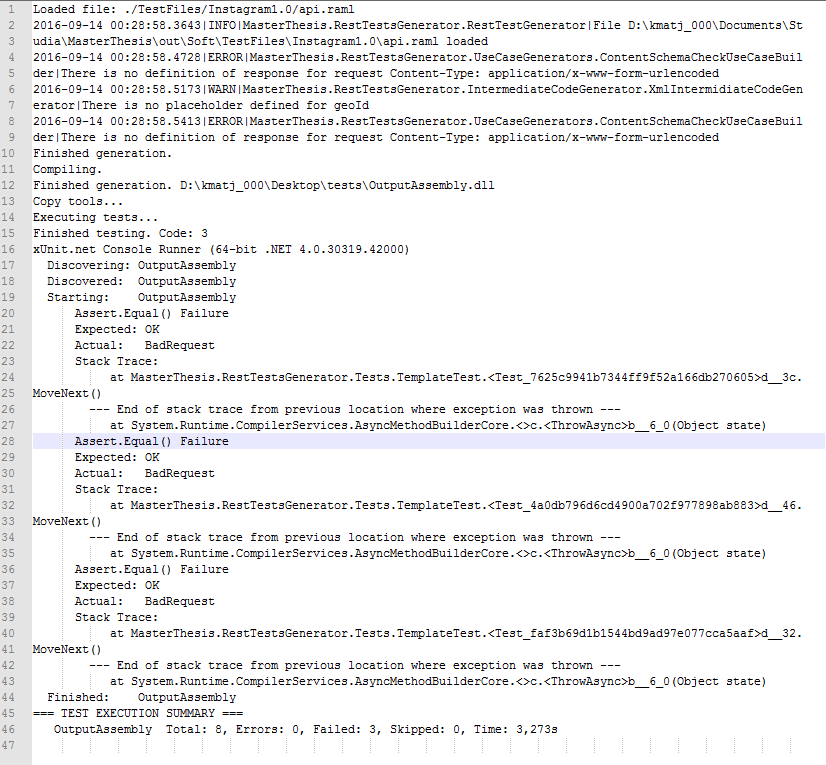 1 Loaded file: ./TestFiles/Instagram1.0/api.raml
2 2016-09-14 00:28:58.3643|INFO|MasterThesis.RestTestsGenerator.RestTestGenerator|File D:\kmatj_000\Documents\St
3 udia\MasterThesis\out\Soft\TestFiles\Instagram1.0\api.raml loaded
4 2016-09-14 00:28:58.4728|ERROR|MasterThesis.RestTestsGenerator.UseCaseGenerators.ContentSchemaCheckUseCaseBuil
5 der|There is no definition of response for request Content-Type: application/x-www-form-urlencoded
6 2016-09-14 00:28:58.5173|WARN|MasterThesis.RestTestsGenerator.IntermediateCodeGenerator.XmlIntermidiateCodeGen
7 erator|There is no placeholder defined for geoId
8 2016-09-14 00:28:58.5413|ERROR|MasterThesis.RestTestsGenerator.UseCaseGenerators.ContentSchemaCheckUseCaseBuil
9 der|There is no definition of response for request Content-Type: application/x-www-form-urlencoded
10 Finished generation.
11 Compiling.
12 Finished generation. D:\kmatj_000\Desktop\tests\OutputAssembly.dll
13 Copy tools...
14 Executing tests...
15 Finished testing. Code: 3
16 xUnit.net Console Runner (64-bit .NET 4.0.30319.42000)
17 Discovering: OutputAssembly
18 Discovered:  OutputAssembly
19 Starting:    OutputAssembly
20 Assert.Equal() Failure
21 Expected: OK
22 Actual:   BadRequest
23 Stack Trace:
24 at MasterThesis.RestTestsGenerator.Tests.TemplateTest.<Test_7625c9941b7344ff9f52a166db270605>d__3c.
25 MoveNext()
26 --- End of stack trace from previous location where exception was thrown ---
27 at System.Runtime.CompilerServices.AsyncMethodBuilderCore.<>c.<ThrowAsync>b__6_0(Object state)
28 Assert.Equal() Failure
29 Expected: OK
30 Actual:   BadRequest
31 Stack Trace:
32 at MasterThesis.RestTestsGenerator.Tests.TemplateTest.<Test_4a0db796d6cd4900a702f977898ab883>d__46.
33 MoveNext()
34 --- End of stack trace from previous location where exception was thrown ---
35 at System.Runtime.CompilerServices.AsyncMethodBuilderCore.<>c.<ThrowAsync>b__6_0(Object state)
36 Assert.Equal() Failure
37 Expected: OK
38 Actual:   BadRequest
39 Stack Trace:
40 at MasterThesis.RestTestsGenerator.Tests.TemplateTest.<Test_faf3b69d1b1544bd9ad97e077cca5aaf>d__32.
41 MoveNext()
42 --- End of stack trace from previous location where exception was thrown ---
43 at System.Runtime.CompilerServices.AsyncMethodBuilderCore.<>c.<ThrowAsync>b__6_0(Object state)
44 Finished:    OutputAssembly
45 === TEST EXECUTION SUMMARY ===
46 OutputAssembly  Total: 8, Errors: 0, Failed: 3, Skipped: 0, Time: 3,273s
47